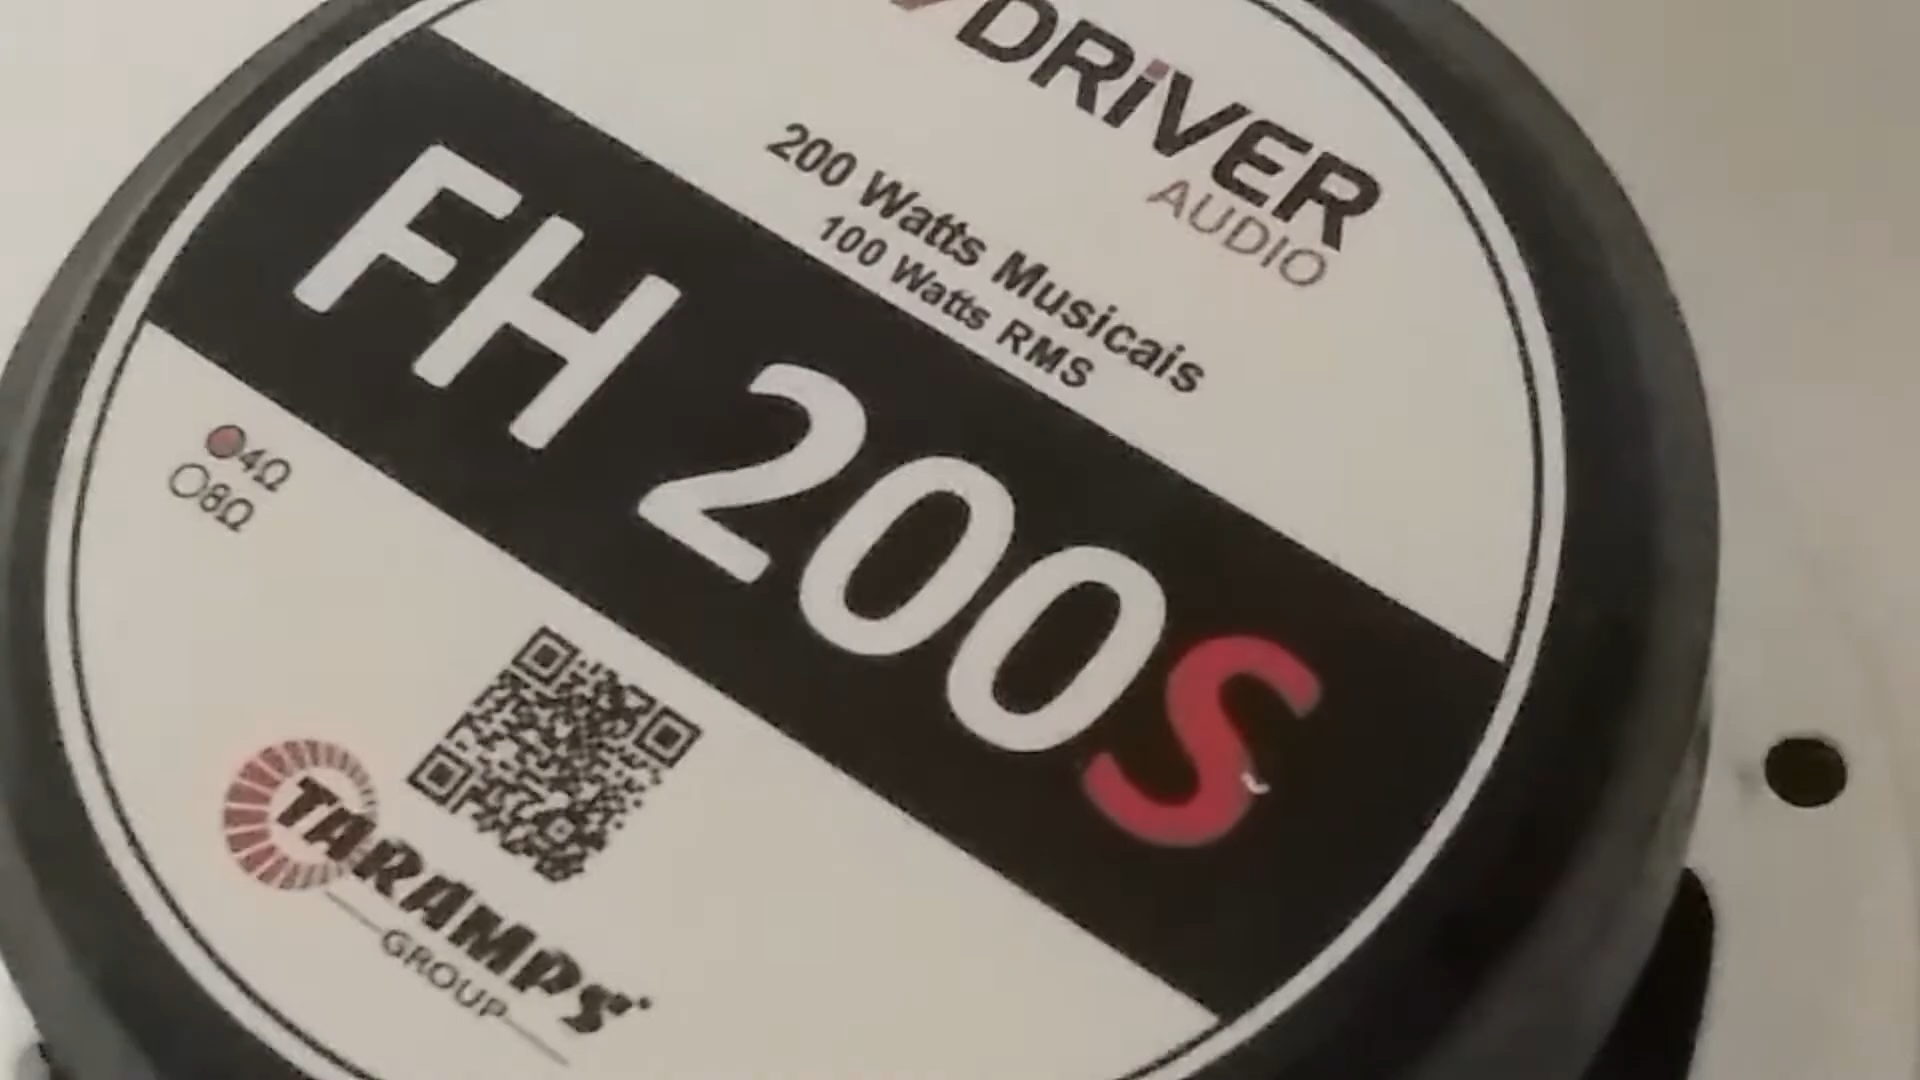 DRiVER
AUDIO
200 Watts Musicais
100 Watts RMS
FH 200S
4Ω
8Ω
TARAMPS
GROUP